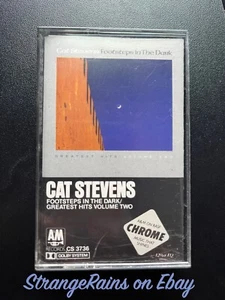 Cat Stevens Footsteps in The Dark
GREATEST HITS VOLUME TWO
CAT STEVENS
FOOTSTEPS IN THE DARK/
GREATEST HITS VOLUME TWO
A&M
RECORDS
CS 3736
DOLBY SYSTEM
CHROME
StrangeRains on Ebay